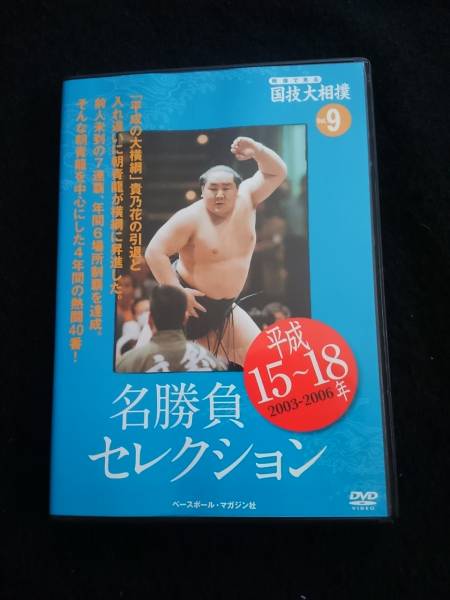 映像で見る
国技大相撲
Vol.9
「平成の大横綱」貴乃花の引退と
入れ違いに朝青龍が横綱に昇進した。
前人未到の7連覇、年間6場所制覇を達成。
そんな朝青龍を中心にした4年間の熱闘40番!
平成
15~18年
2003-2006
名勝負
セレクション
ベースボール・マガジン社
DVD
VIDEO